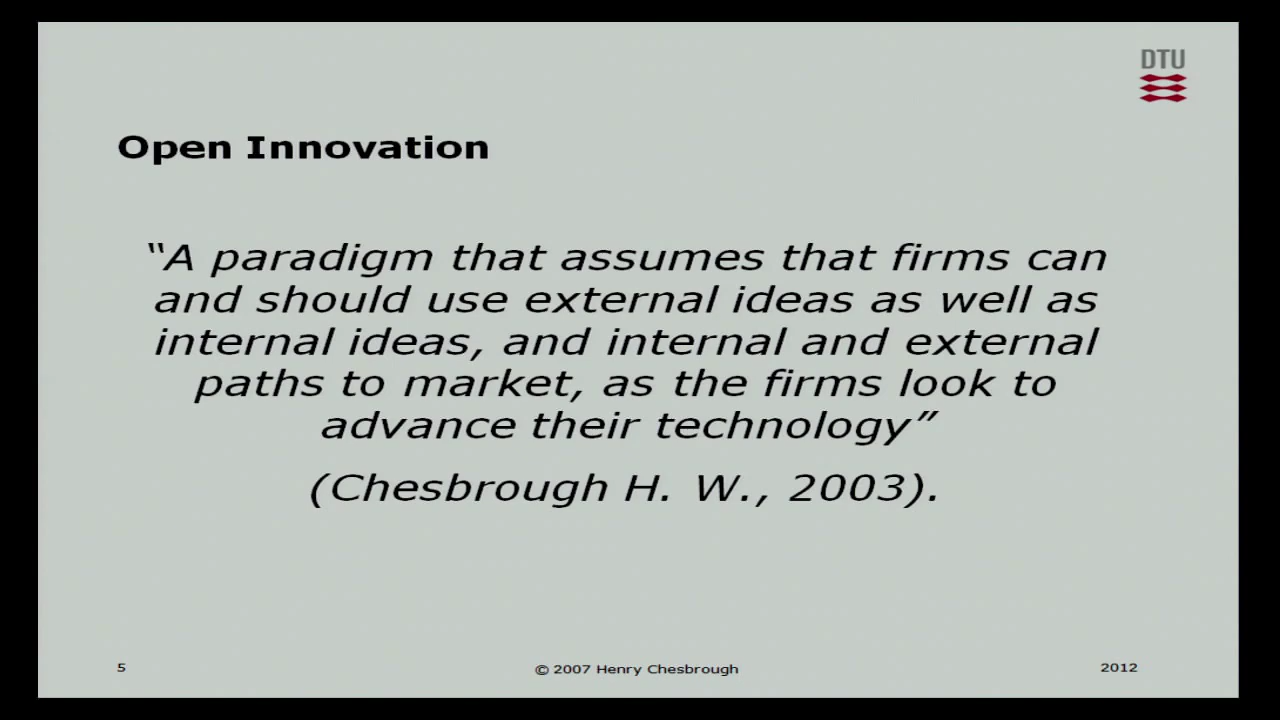 DTU
Open Innovation
“A paradigm that assumes that firms can
and should use external ideas as well as
internal ideas, and internal and external
paths to market, as the firms look to
advance their technology”
(Chesbrough H. W., 2003).
5
© 2007 Henry Chesbrough
2012